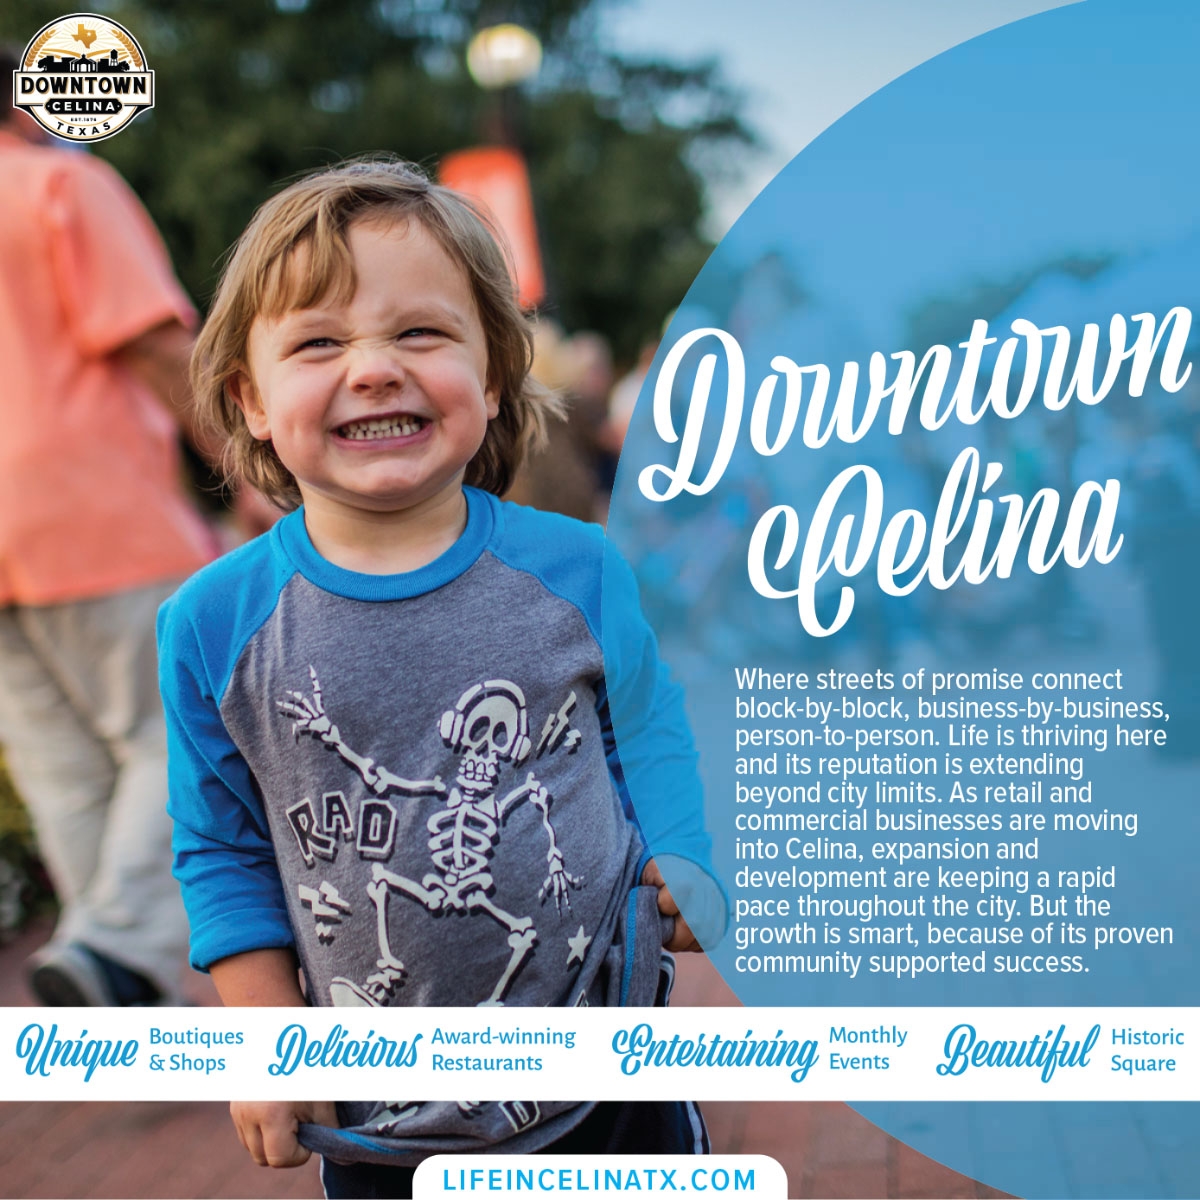 DOWNTOWN
CELINA
EST. 1876
TEXAS
Downtown
Celina
RAD
Where streets of promise connect
block-by-block, business-by-business,
person-to-person. Life is thriving here
and its reputation is extending
beyond city limits. As retail and
commercial businesses are moving
into Celina, expansion and
development are keeping a rapid
pace throughout the city. But the
growth is smart, because of its proven
community supported success.
Unique Boutiques
& Shops
Delicious Award-winning
Restaurants
Entertaining Monthly
Events
Beautiful Historic
Square
D
LIFEINCELINATX.COM